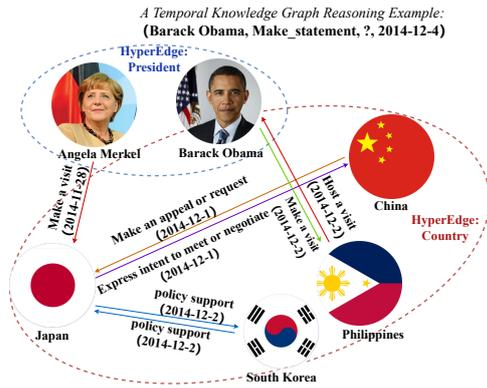 A Temporal Knowledge Graph Reasoning Example:
(Barack Obama, Make_statement, ?, 2014-12-4)
HyperEdge:
President
Angela Merkel
Barack Obama
China
HyperEdge:
Country
Make a visit
(2014-11-28)
Make an appeal or request
(2014-12-1)
Express intent to meet or negotiate
(2014-12-1)
Host a visit
(2014-12-2)
Make a visit
(2014-12-2)
policy support
(2014-12-2)
policy support
(2014-12-2)
Japan
Philippines
South Korea